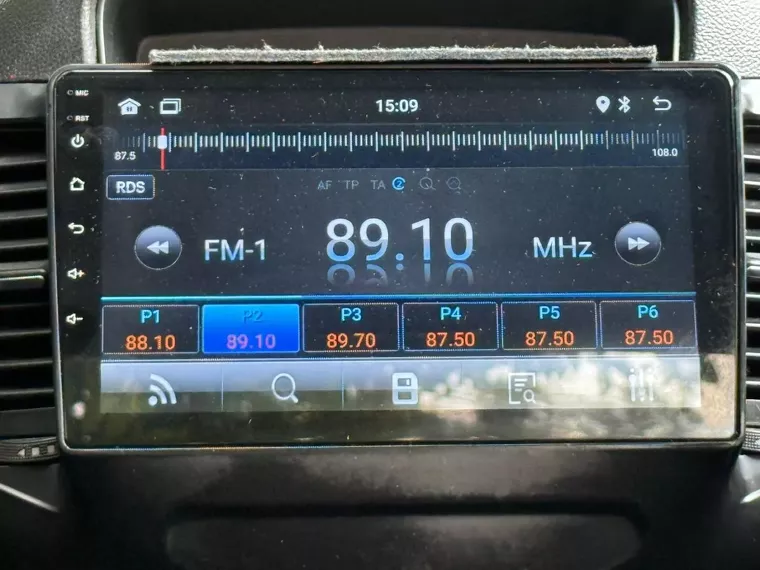 MIC
15:09
RST
87.5
108.0
RDS
AF TP TA
FM-1 89.10 MHz
P1 P2 P3 P4 P5 P6
88.10 89.10 89.70 87.50 87.50 87.50